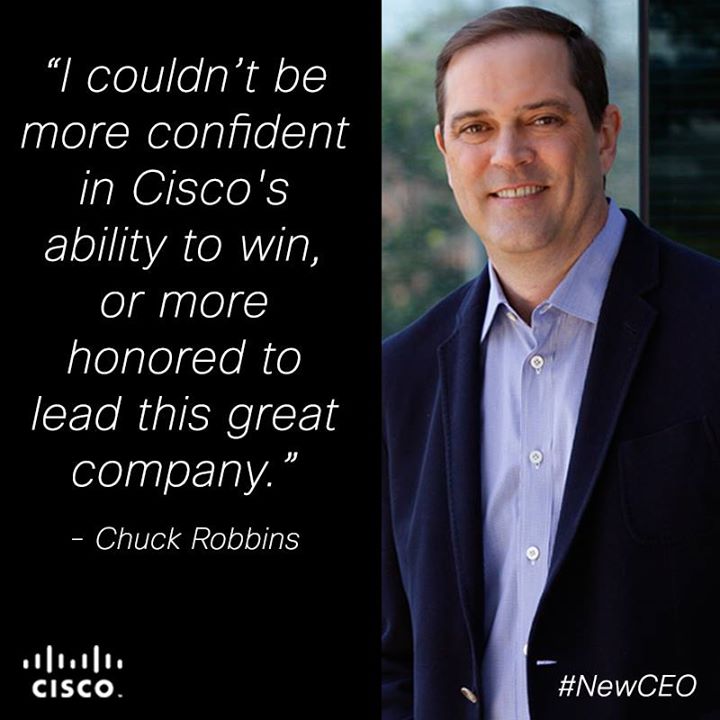 “I couldn’t be
more confident
in Cisco's
ability to win,
or more
honored to
lead this great
company.”
– Chuck Robbins
CISCO.
#NewCEO